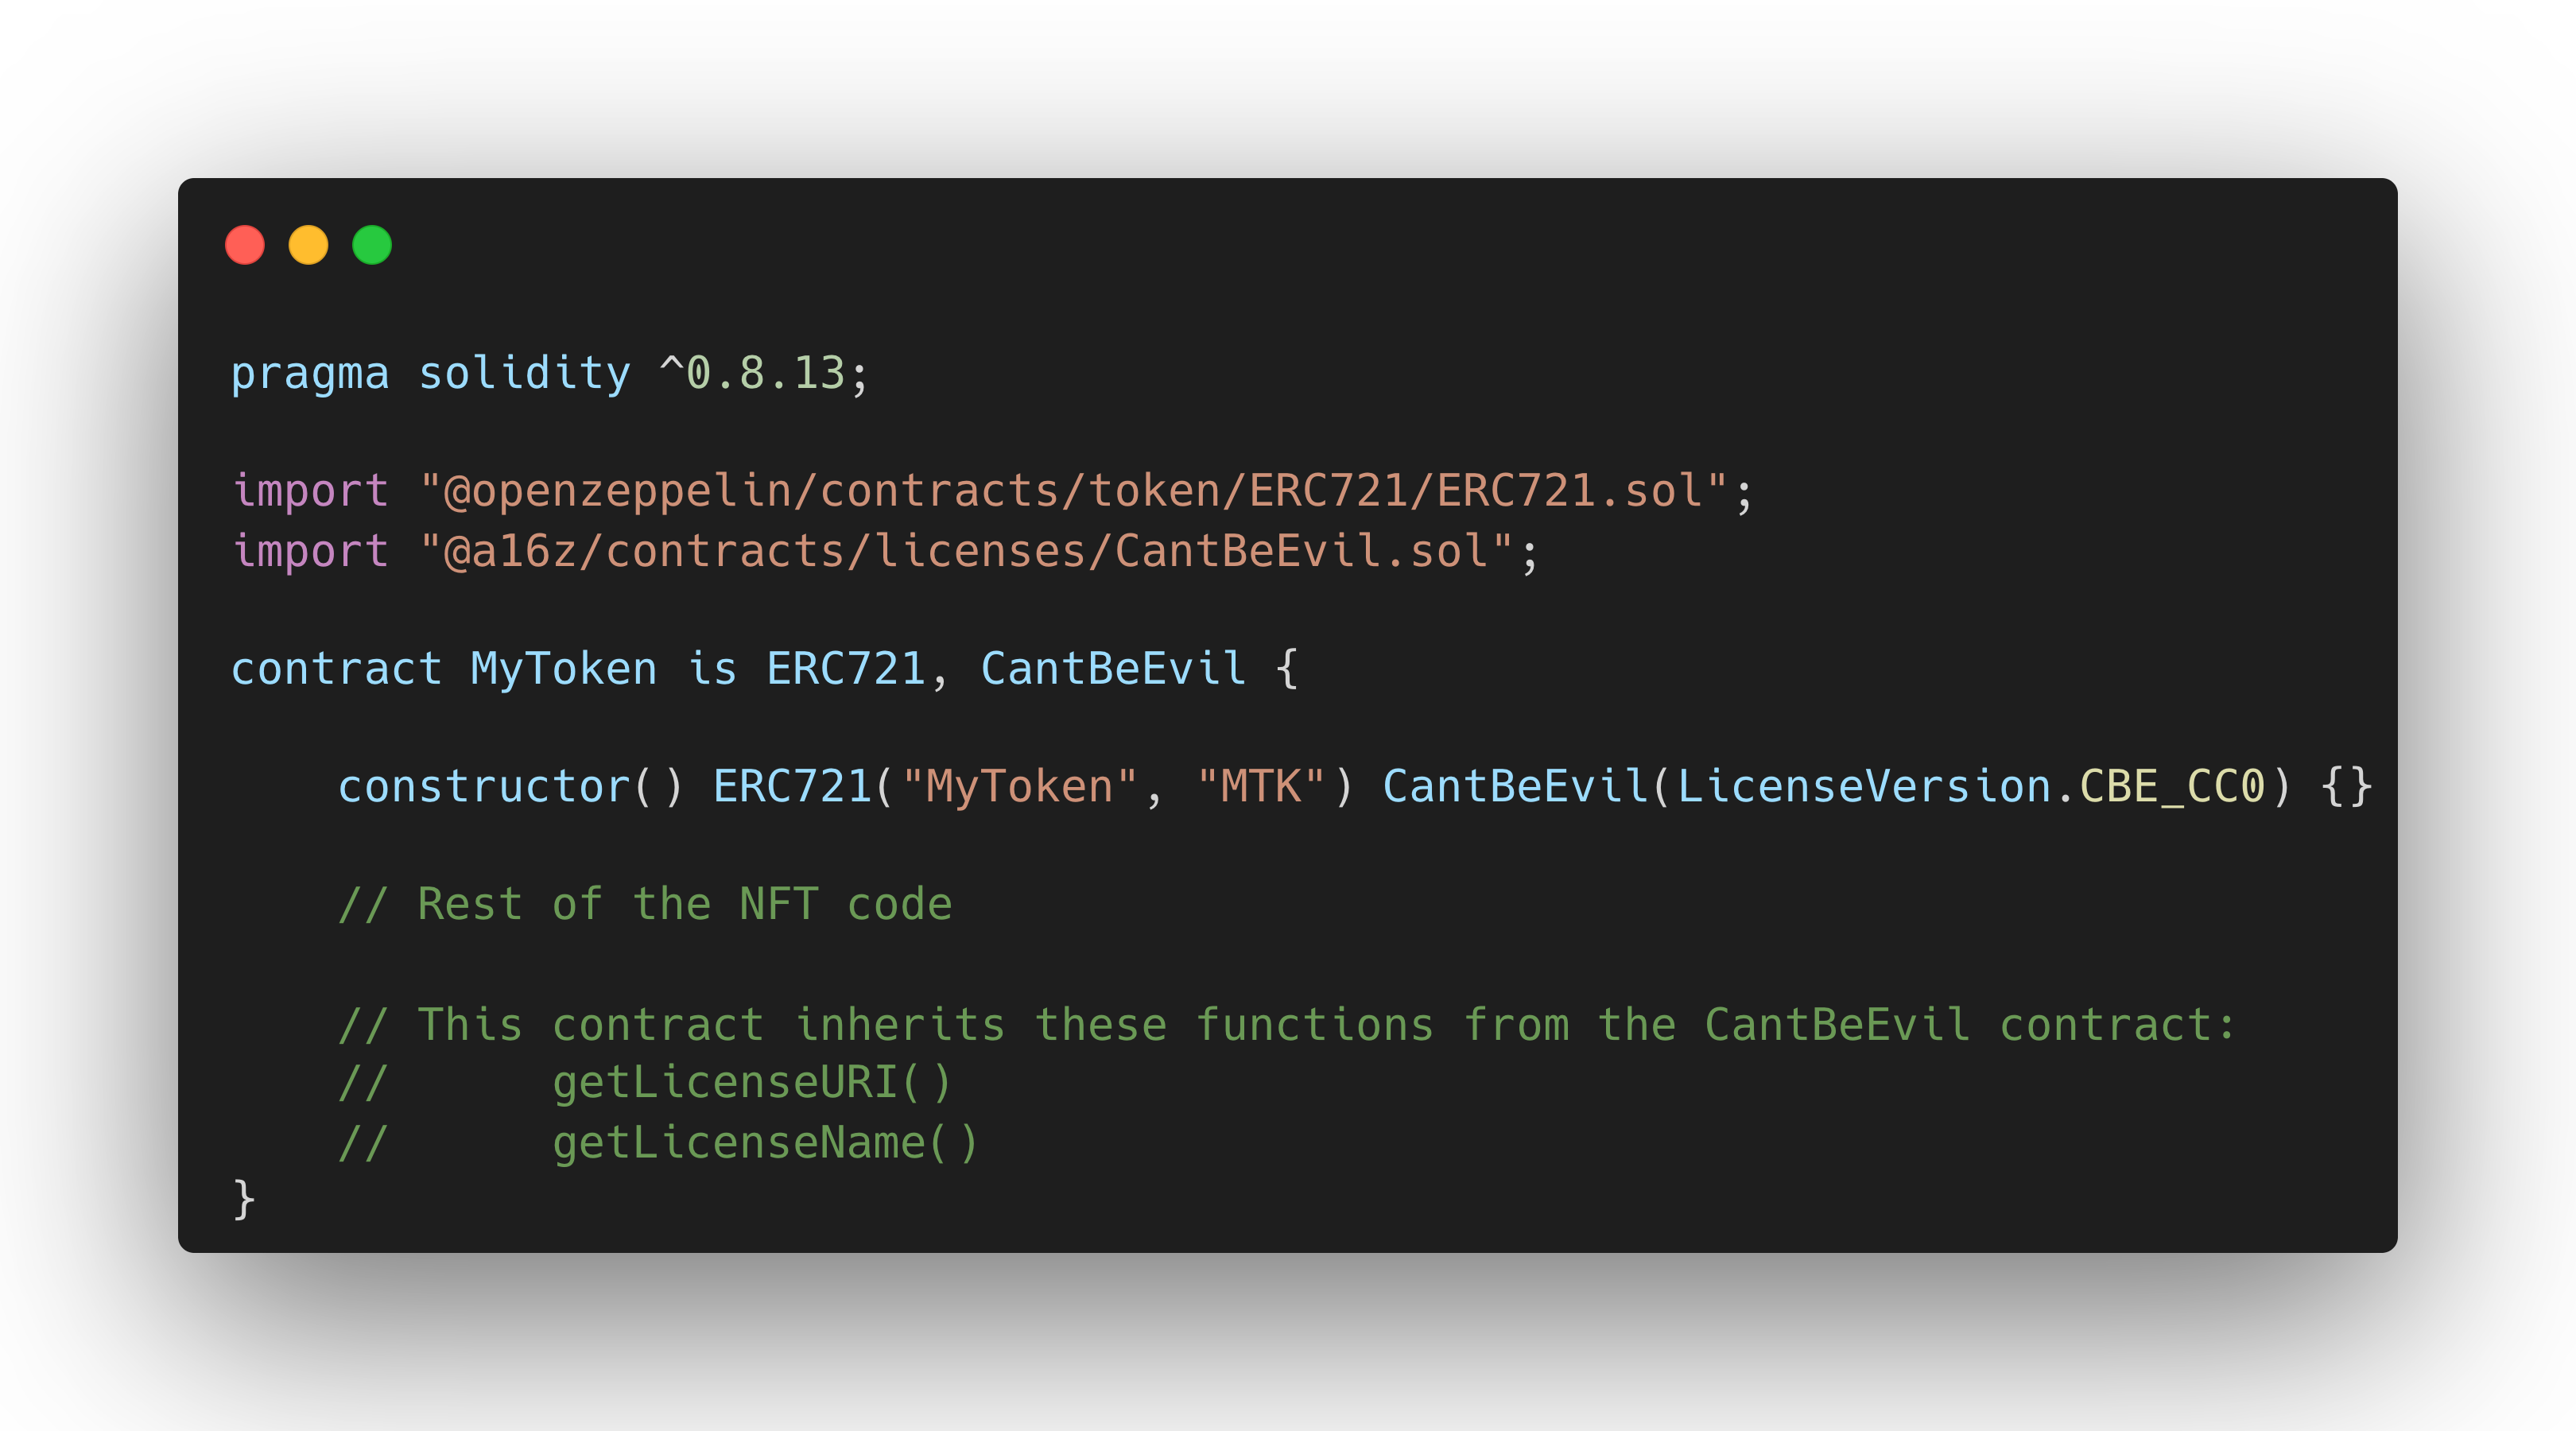 pragma solidity ^0.8.13;
import "@openzeppelin/contracts/token/ERC721/ERC721.sol";
import "@a16z/contracts/licenses/CantBeEvil.sol";
contract MyToken is ERC721, CantBeEvil {
    constructor() ERC721("MyToken", "MTK") CantBeEvil(LicenseVersion.CBE_CC0) {}
    // Rest of the NFT code
    // This contract inherits these functions from the CantBeEvil contract:
    //      getLicenseURI()
    //      getLicenseName()
}